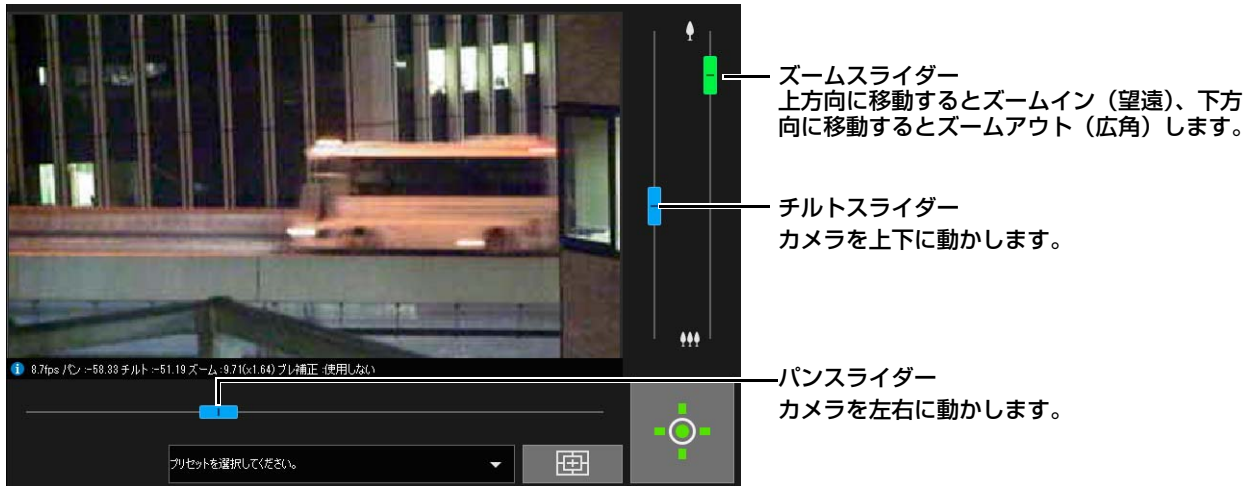 ズームスライダー
上方向に移動するとズームイン（望遠）、下方
向に移動するとズームアウト（広角）します。
チルトスライダー
カメラを上下に動かします。
8.7fps パン :-58.33 チルト :-51.19 ズーム :9.71(x1.64) ブレ補正 :使用しない
パンスライダー
カメラを左右に動かします。
プリセットを選択してください。